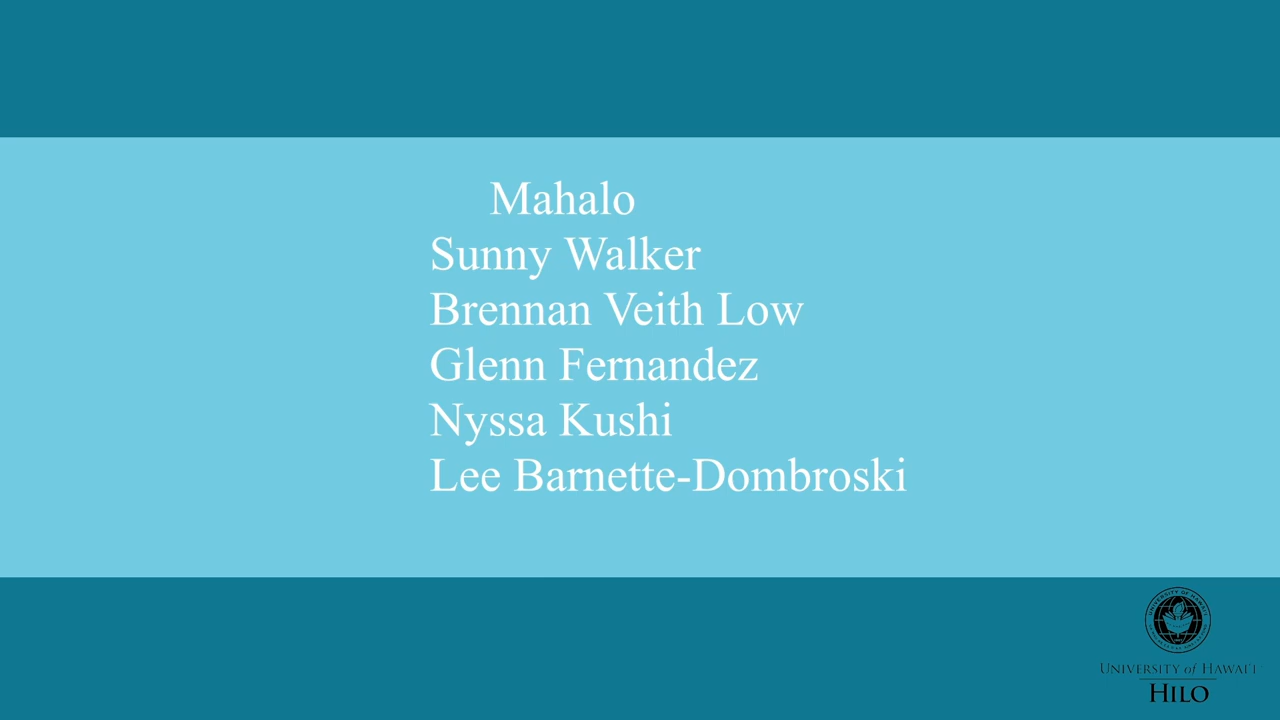 Mahalo
Sunny Walker
Brennan Veith Low
Glenn Fernandez
Nyssa Kushi
Lee Barnette-Dombroski
UNIVERSITY of HAWAI‘I
HILO